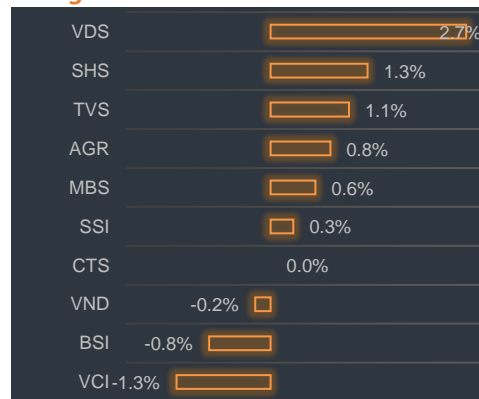 VDS 2.7%
SHS 1.3%
TVS 1.1%
AGR 0.8%
MBS 0.6%
SSI 0.3%
CTS 0.0%
VND -0.2%
BSI -0.8%
VCI -1.3%